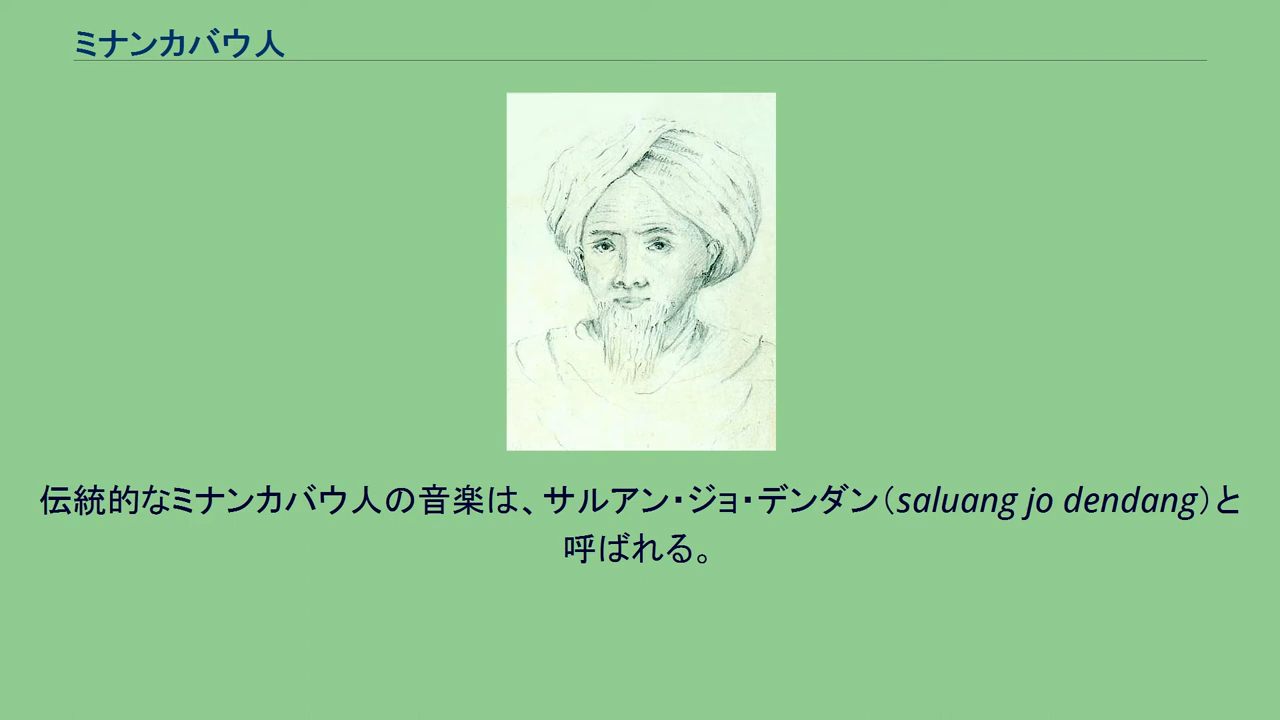 ミナンカバウ人
伝統的なミナンカバウ人の音楽は、サルアン・ジョ・デンダン（saluang jo dendang）と
呼ばれる。